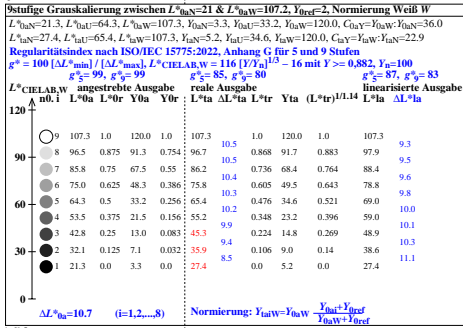 9stufige Grauskalierung zwischen L*0aN=21 & L*0aW=107.2, Y0ref=2, Normierung Weiß W
L*0aN=21.3, L*0aU=64.3, L*0aW=107.3, Y0aN=3.3, Y0aU=33.2, Y0aW=120.0, C0aY=Y0aW:Y0aN=36.0
L*taN=27.4, L*taU=65.4, L*taW=107.3, YtaN=5.2, YtaU=34.6, YtaW=120.0, CtaY=YtaW:YtaN=22.9
Regularitätsindex nach ISO/IEC 15775:2022, Anhang G für 5 und 9 Stufen
g* = 100 [ΔL*min] / [ΔL*max], L*CIELAB,W = 116 [Y/Yn]^1/3 − 16 mit Y >= 0,882, Yn=100
g*5= 99, g*9= 99 g*5= 85, g*9= 80 g*5= 87, g*9= 83
L*CIELAB,W angestrebte Ausgabe reale Ausgabe linearisierte Ausgabe
n0. i L*0a L*0r Y0a Y0r L*ta ΔL*ta L*tr Yta (L*tr)^1/1.14 L*la ΔL*la
120
9 107.3 1.0 120.0 1.0 107.3 1.0 120.0 1.0 107.3
10.5 9.3
8 96.5 0.875 91.3 0.754 96.7 0.868 91.7 0.883 97.9
90
10.5 9.5
7 85.8 0.75 67.5 0.55 86.2 0.736 68.4 0.764 88.4
10.4 9.6
6 75.0 0.625 48.3 0.386 75.8 0.605 49.5 0.643 78.8
10.3 9.8
60
5 64.3 0.5 33.2 0.256 65.4 0.476 34.6 0.521 69.0
10.2 10.0
4 53.5 0.375 21.5 0.156 55.2 0.348 23.2 0.396 59.0
9.9 10.1
3 42.8 0.25 13.0 0.083 45.3 0.224 14.8 0.269 48.9
9.4 10.3
30
2 32.1 0.125 7.1 0.032 35.9 0.106 9.0 0.14 38.6
8.5 11.1
1 21.3 0.0 3.3 0.0 27.4 0.0 5.2 0.0 27.4
0
ΔL*0a=10.7 (i=1,2,...,8) Normierung: YtaiW=Y0aW Y0ai+Y0ref
Y0aW+Y0ref